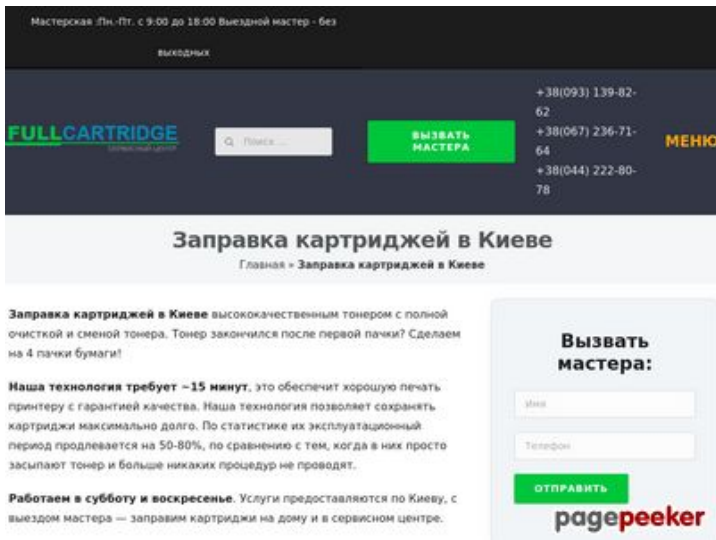 Мастерская :Пн.-Пт. с 9:00 до 18:00 Выездной мастер - без
выходных
FULLCARTRIDGE
СЕРВИСНЫЙ ЦЕНТР
Поиск ...
ВЫЗВАТЬ
МАСТЕРА
+38(093) 139-82-
62
+38(067) 236-71-
64
+38(044) 222-80-
78
МЕНЮ
Заправка картриджей в Киеве
Главная » Заправка картриджей в Киеве
Заправка картриджей в Киеве высококачественным тонером с полной
очисткой и сменой тонера. Тонер закончился после первой пачки? Сделаем
на 4 пачки бумаги!
Наша технология требует ~15 минут, это обеспечит хорошую печать
принтеру с гарантией качества. Наша технология позволяет сохранять
картриджи максимально долго. По статистике их эксплуатационный
период продлевается на 50-80%, по сравнению с тем, когда в них просто
засыпают тонер и больше никаких процедур не проводят.
Работаем в субботу и воскресенье. Услуги предоставляются по Киеву, с
выездом мастера — заправим картриджи на дому и в сервисном центре.
Вызвать
мастера:
Имя
Телефон
ОТПРАВИТЬ
pagepeeker